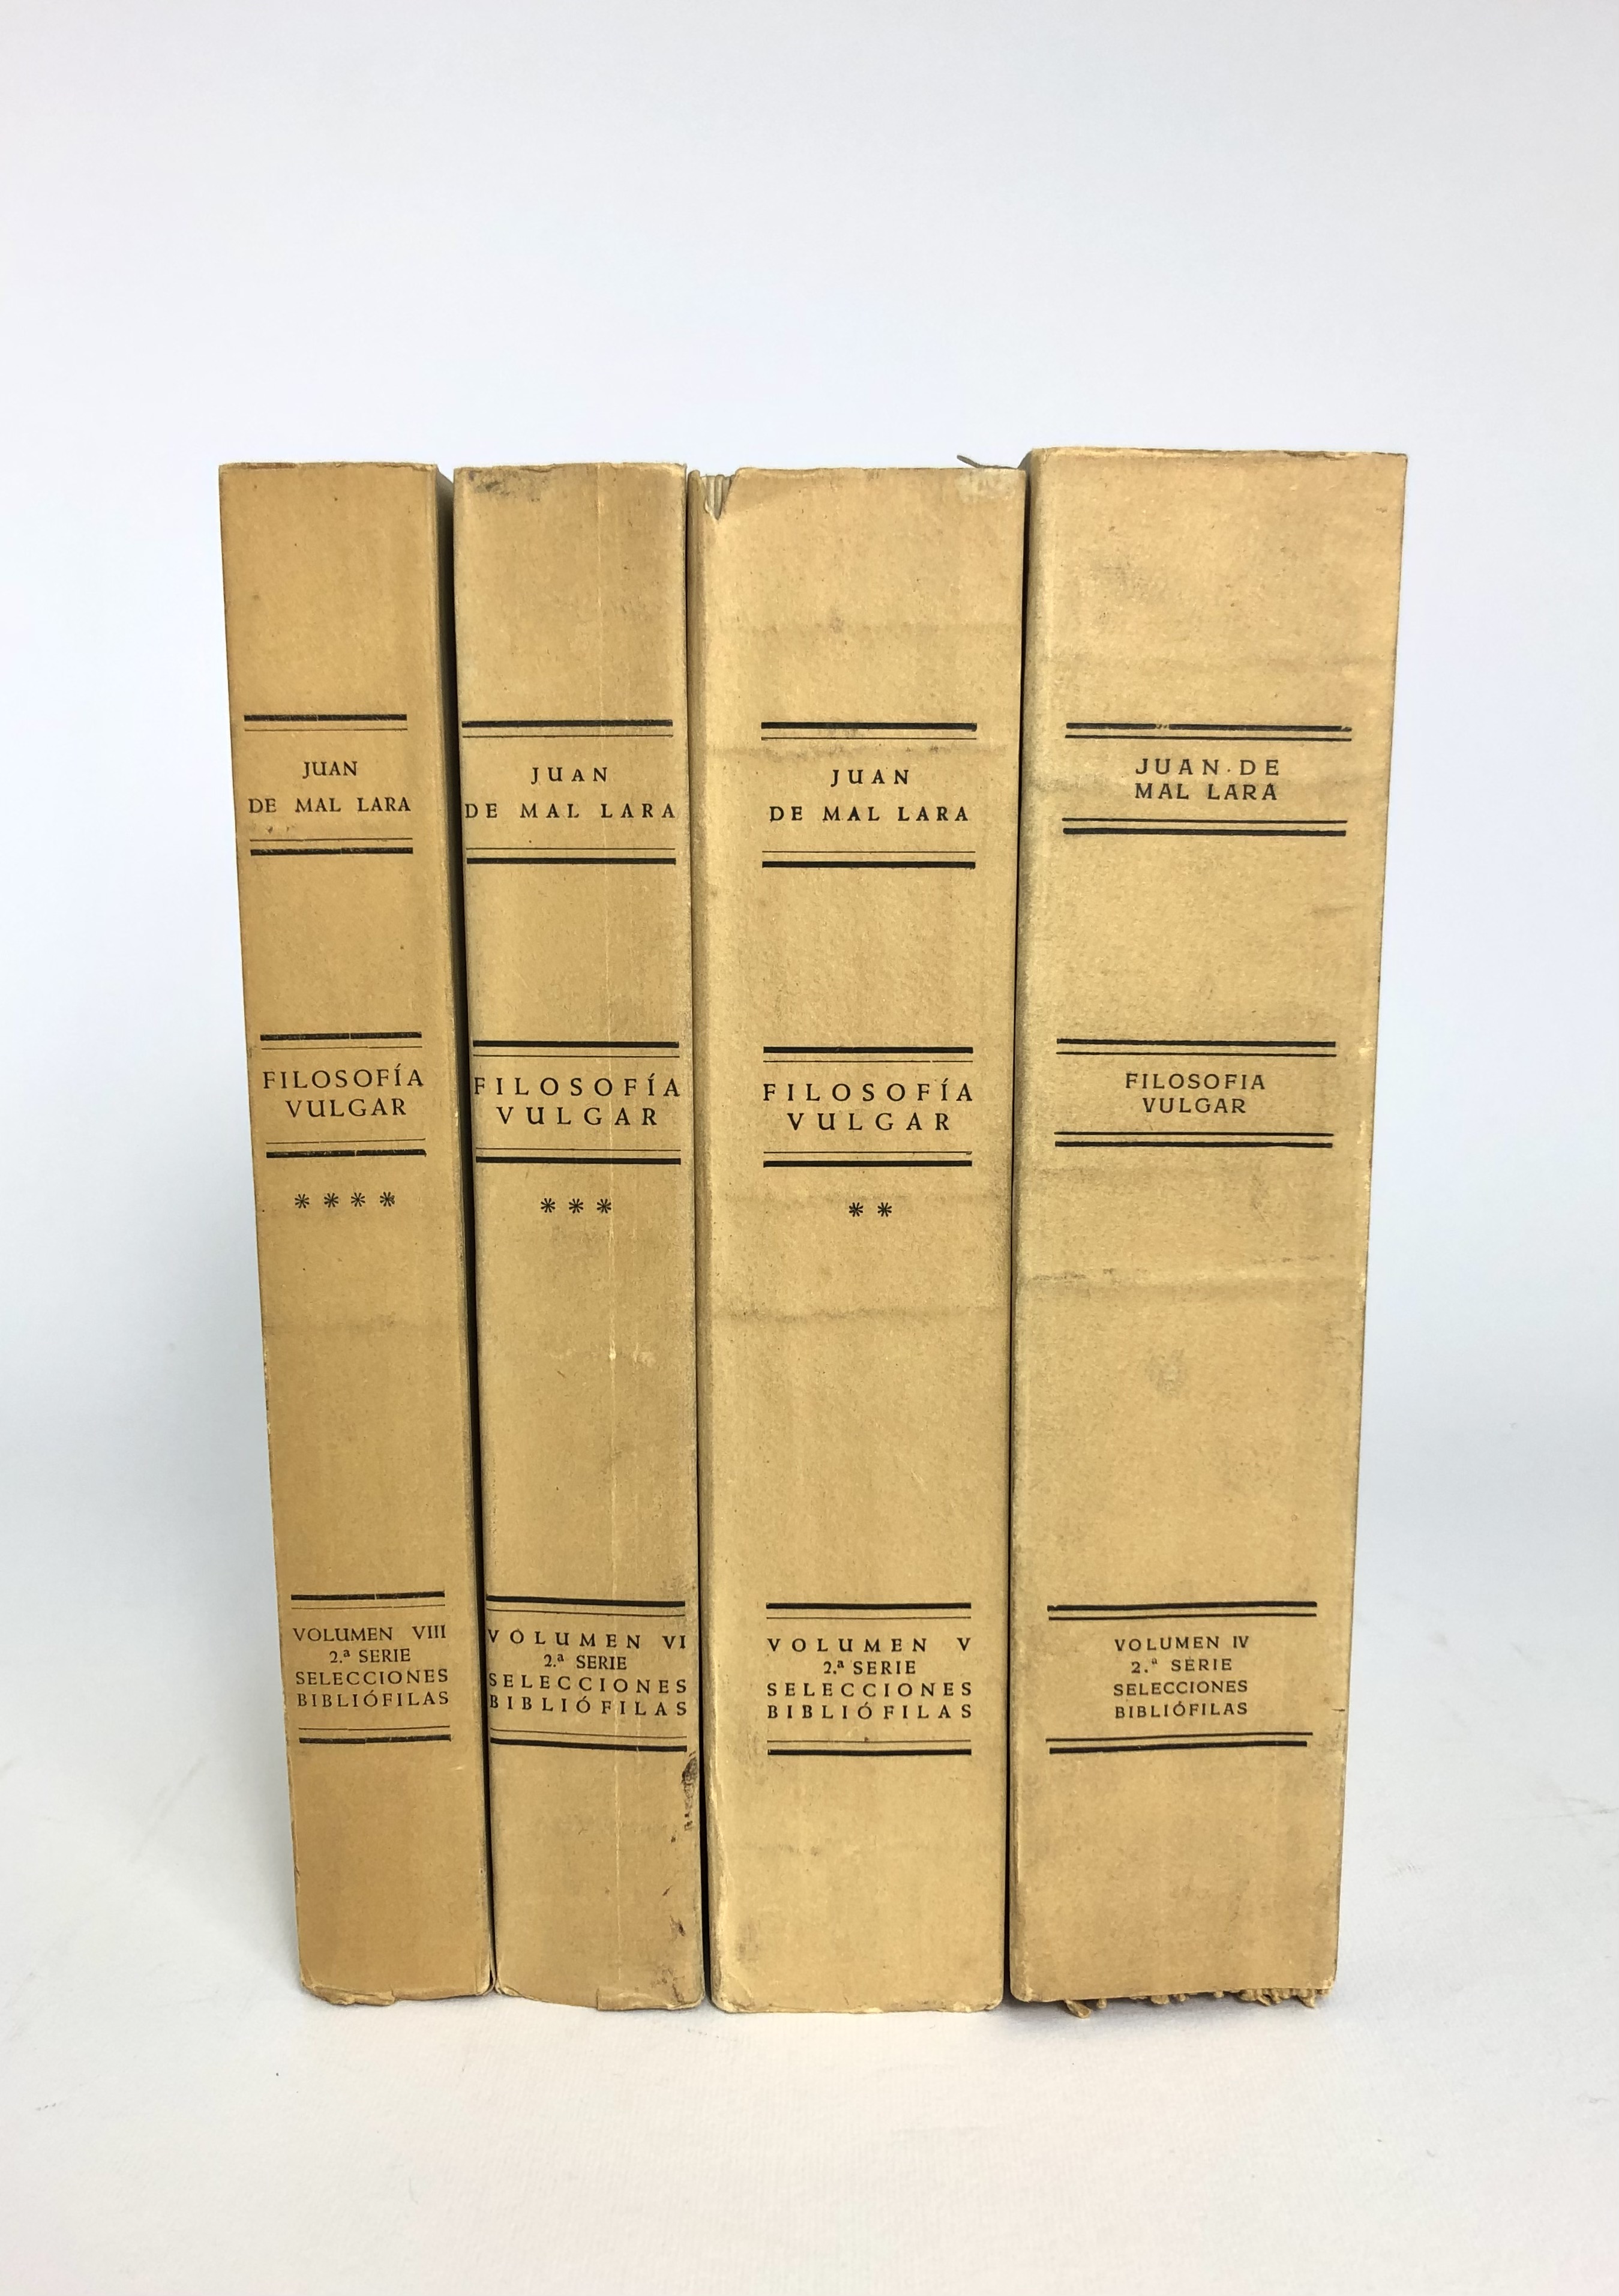 JUAN
DE MAL LARA
FILOSOFÍA
VULGAR
* * * *
VOLUMEN VIII
2.ª SERIE
SELECCIONES
BIBLIÓFILAS
JUAN
DE MAL LARA
FILOSOFÍA
VULGAR
* * *
VOLUMEN VI
2.ª SERIE
SELECCIONES
BIBLIÓFILAS
JUAN
DE MAL LARA
FILOSOFÍA
VULGAR
* *
VOLUMEN V
2.ª SERIE
SELECCIONES
BIBLIÓFILAS
JUAN DE
MAL LARA
FILOSOFIA
VULGAR
VOLUMEN IV
2.ª SERIE
SELECCIONES
BIBLIÓFILAS